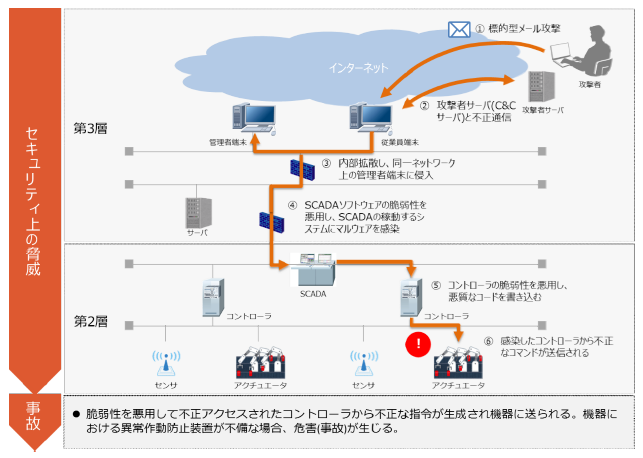 ① 標的型メール攻撃
インターネット
攻撃者
② 攻撃者サーバ(C&C
サーバ)と不正通信
攻撃者サーバ
セキュリティ上の脅威
第3層
管理者端末
従業員端末
③ 内部拡散し、同一ネットワーク
上の管理者端末に侵入
④ SCADAソフトウェアの脆弱性を
悪用し、SCADAの稼動するシ
ステムにマルウェアを感染
サーバ
SCADA
⑤ コントローラの脆弱性を悪用し、
悪質なコードを書き込む
コントローラ
コントローラ
第2層
!
⑥ 感染したコントローラから不正
なコマンドが送信される
センサ
アクチュエータ
センサ
アクチュエータ
事故
● 脆弱性を悪用して不正アクセスされたコントローラから不正な指令が生成され機器に送られる。機器に
おける異常作動防止装置が不備な場合、危害(事故)が生じる。